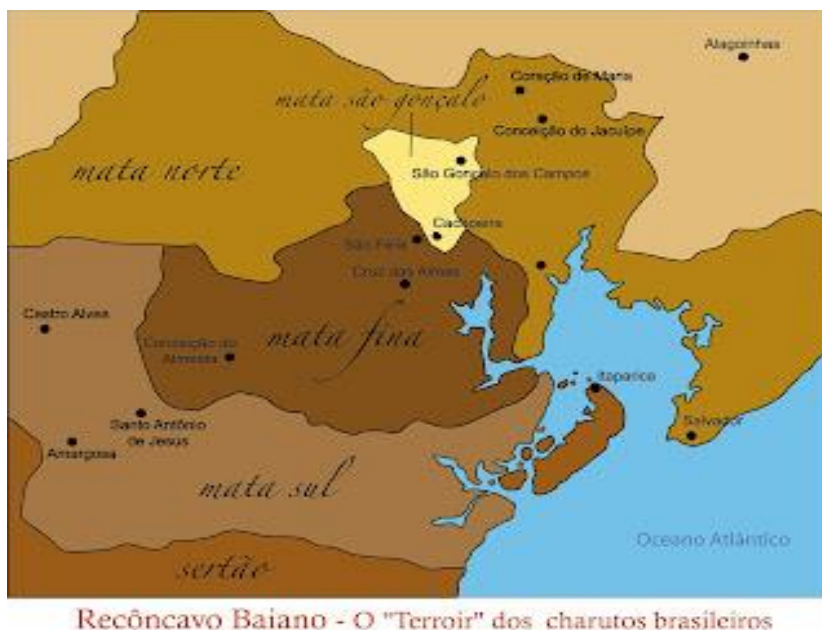 Alagoinhas
Coração de Maria
mata são gonçalo
Conceição do Jacuípe
mata norte
São Gonçalo dos Campos
Cachoeira
São Félix
Cruz das Almas
Castro Alves
mata fina
Conceição do
Almeida
Itaparica
Santo Antônio
de Jesus
Salvador
Amargosa
mata sul
Oceano Atlântico
sertão
Recôncavo Baiano - O "Terroir" dos charutos brasileiros